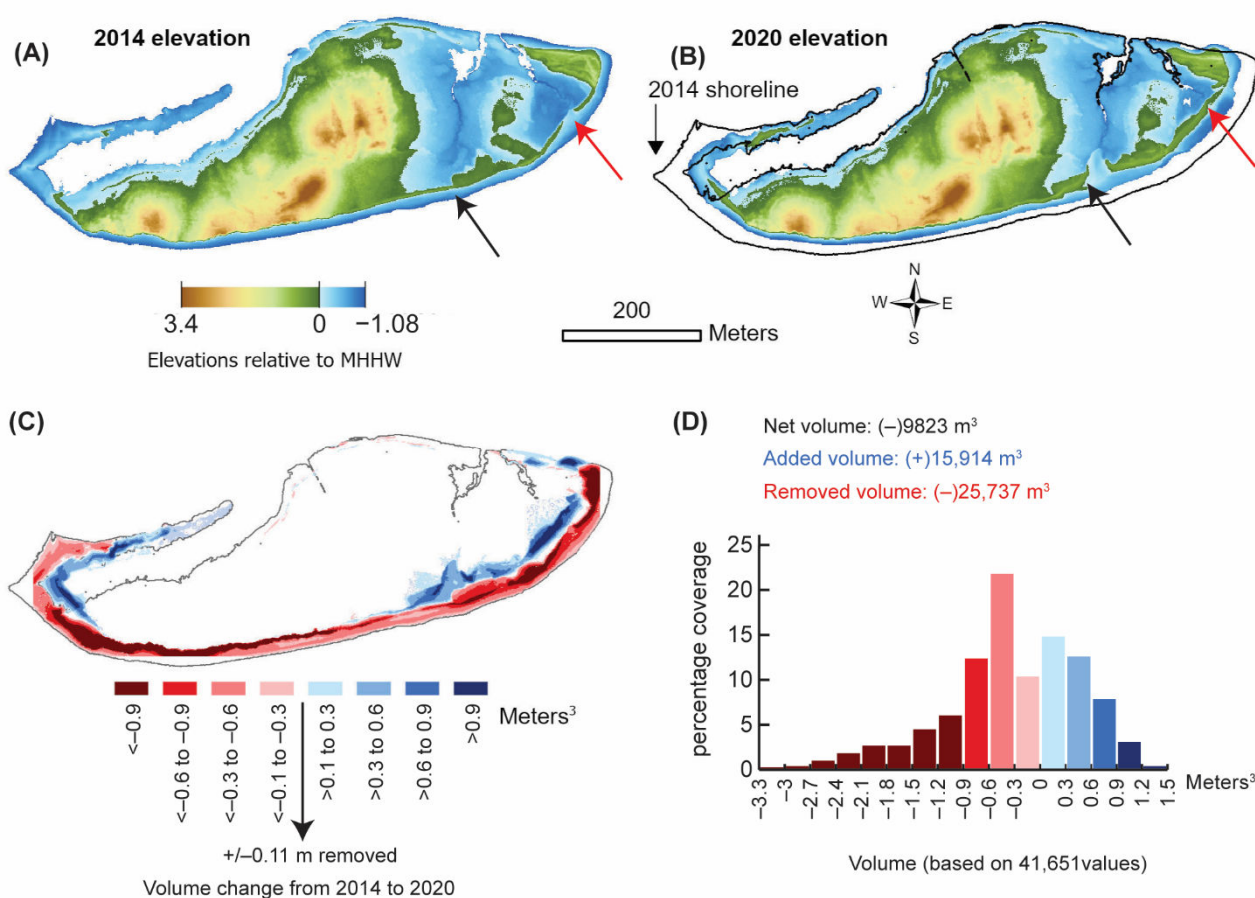 (A)
2014 elevation
(B)
2020 elevation
2014 shoreline
3.4
0
−1.08
Elevations relative to MHHW
200
Meters
N
W
E
S
(C)
<−0.9
<−0.6 to −0.9
<−0.3 to −0.6
<−0.1 to −0.3
>0.1 to 0.3
>0.3 to 0.6
>0.6 to 0.9
>0.9
Meters³
+/−0.11 m removed
Volume change from 2014 to 2020
(D)
Net volume: (−)9823 m³
Added volume: (+)15,914 m³
Removed volume: (−)25,737 m³
percentage coverage
25
20
15
10
5
0
−3.3
−3
−2.7
−2.4
−2.1
−1.8
−1.5
−1.2
−0.9
−0.6
−0.3
0
0.3
0.6
0.9
1.2
1.5
Meters³
Volume (based on 41,651values)